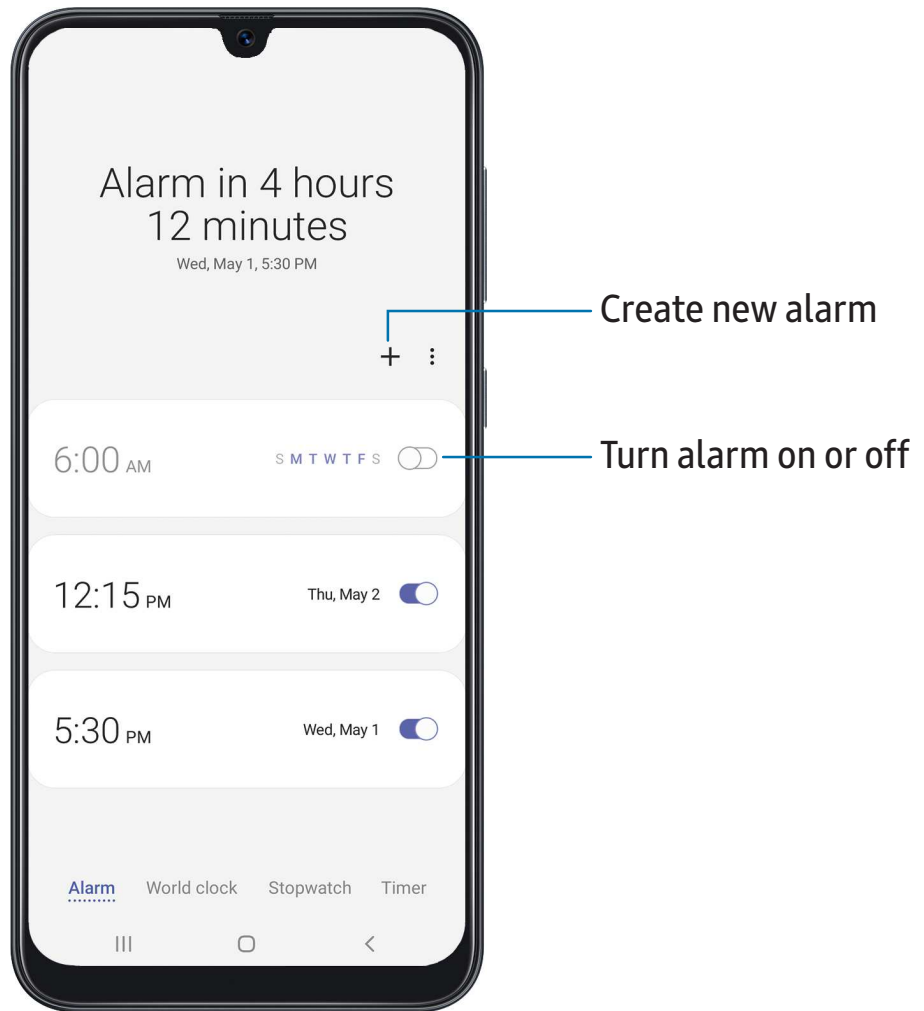 Alarm in 4 hours
12 minutes
Wed, May 1, 5:30 PM
Create new alarm
6:00 AM S M T W T F S
Turn alarm on or off
12:15 PM Thu, May 2
5:30 PM Wed, May 1
Alarm World clock Stopwatch Timer